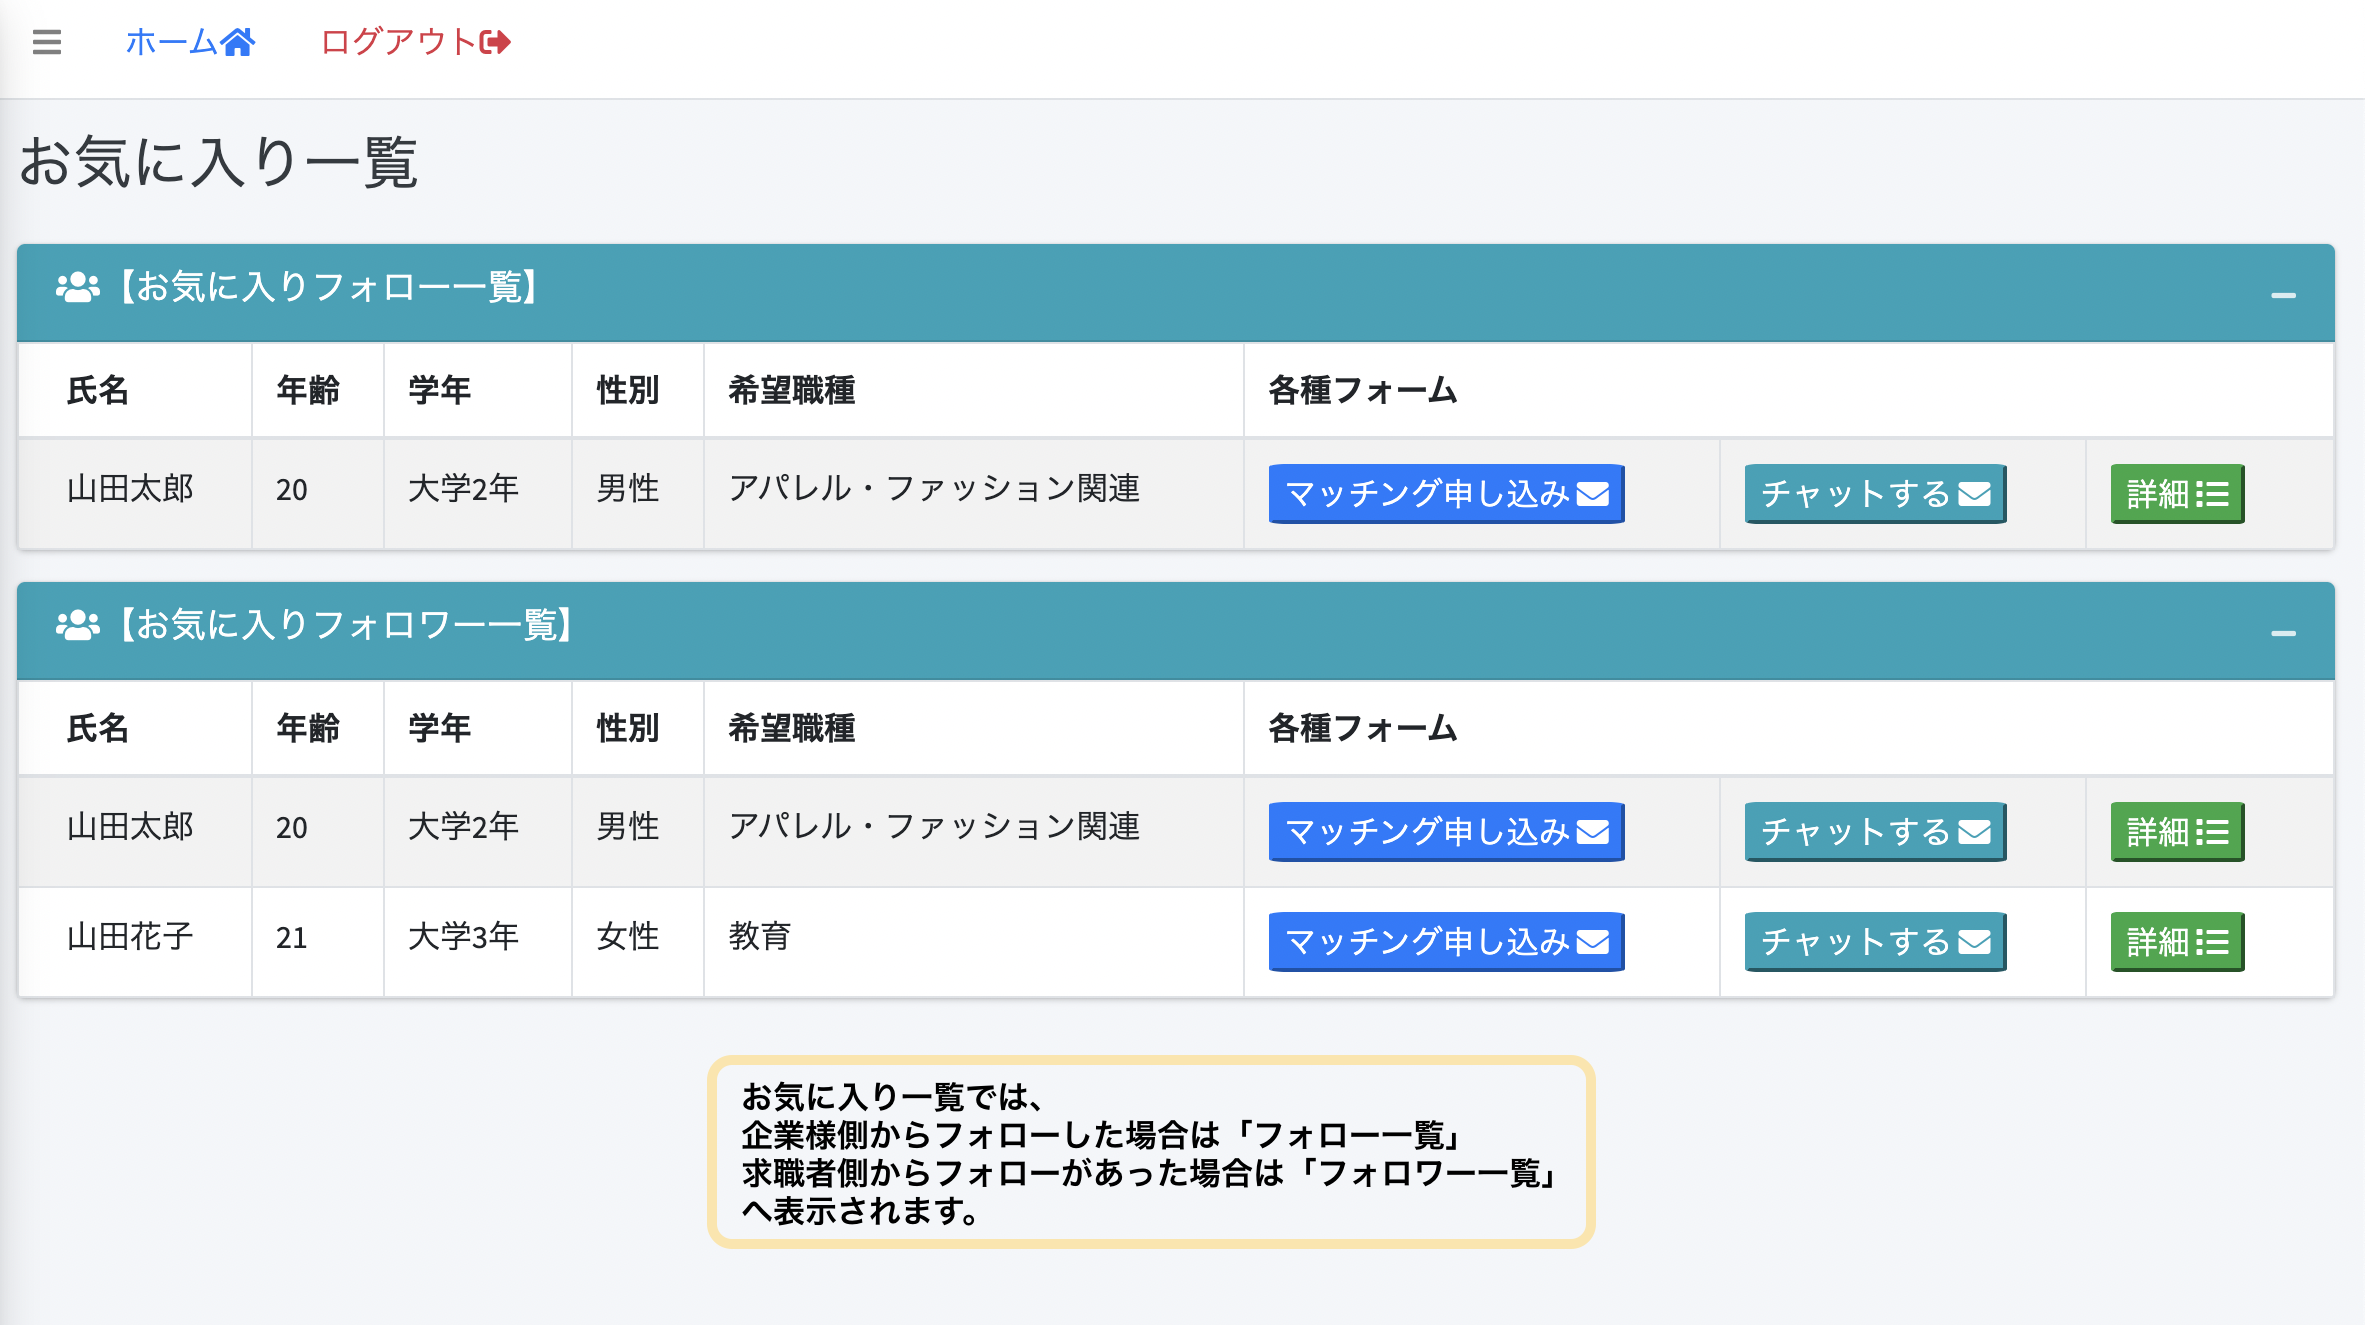 ホーム ログアウト
お気に入り一覧
【お気に入りフォロー一覧】
氏名 年齢 学年 性別 希望職種 各種フォーム
山田太郎 20 大学2年 男性 アパレル・ファッション関連 マッチング申し込み チャットする 詳細
【お気に入りフォロワー一覧】
氏名 年齢 学年 性別 希望職種 各種フォーム
山田太郎 20 大学2年 男性 アパレル・ファッション関連 マッチング申し込み チャットする 詳細
山田花子 21 大学3年 女性 教育 マッチング申し込み チャットする 詳細
お気に入り一覧では、
企業様側からフォローした場合は「フォロー一覧」
求職者側からフォローがあった場合は「フォロワー一覧」
へ表示されます。